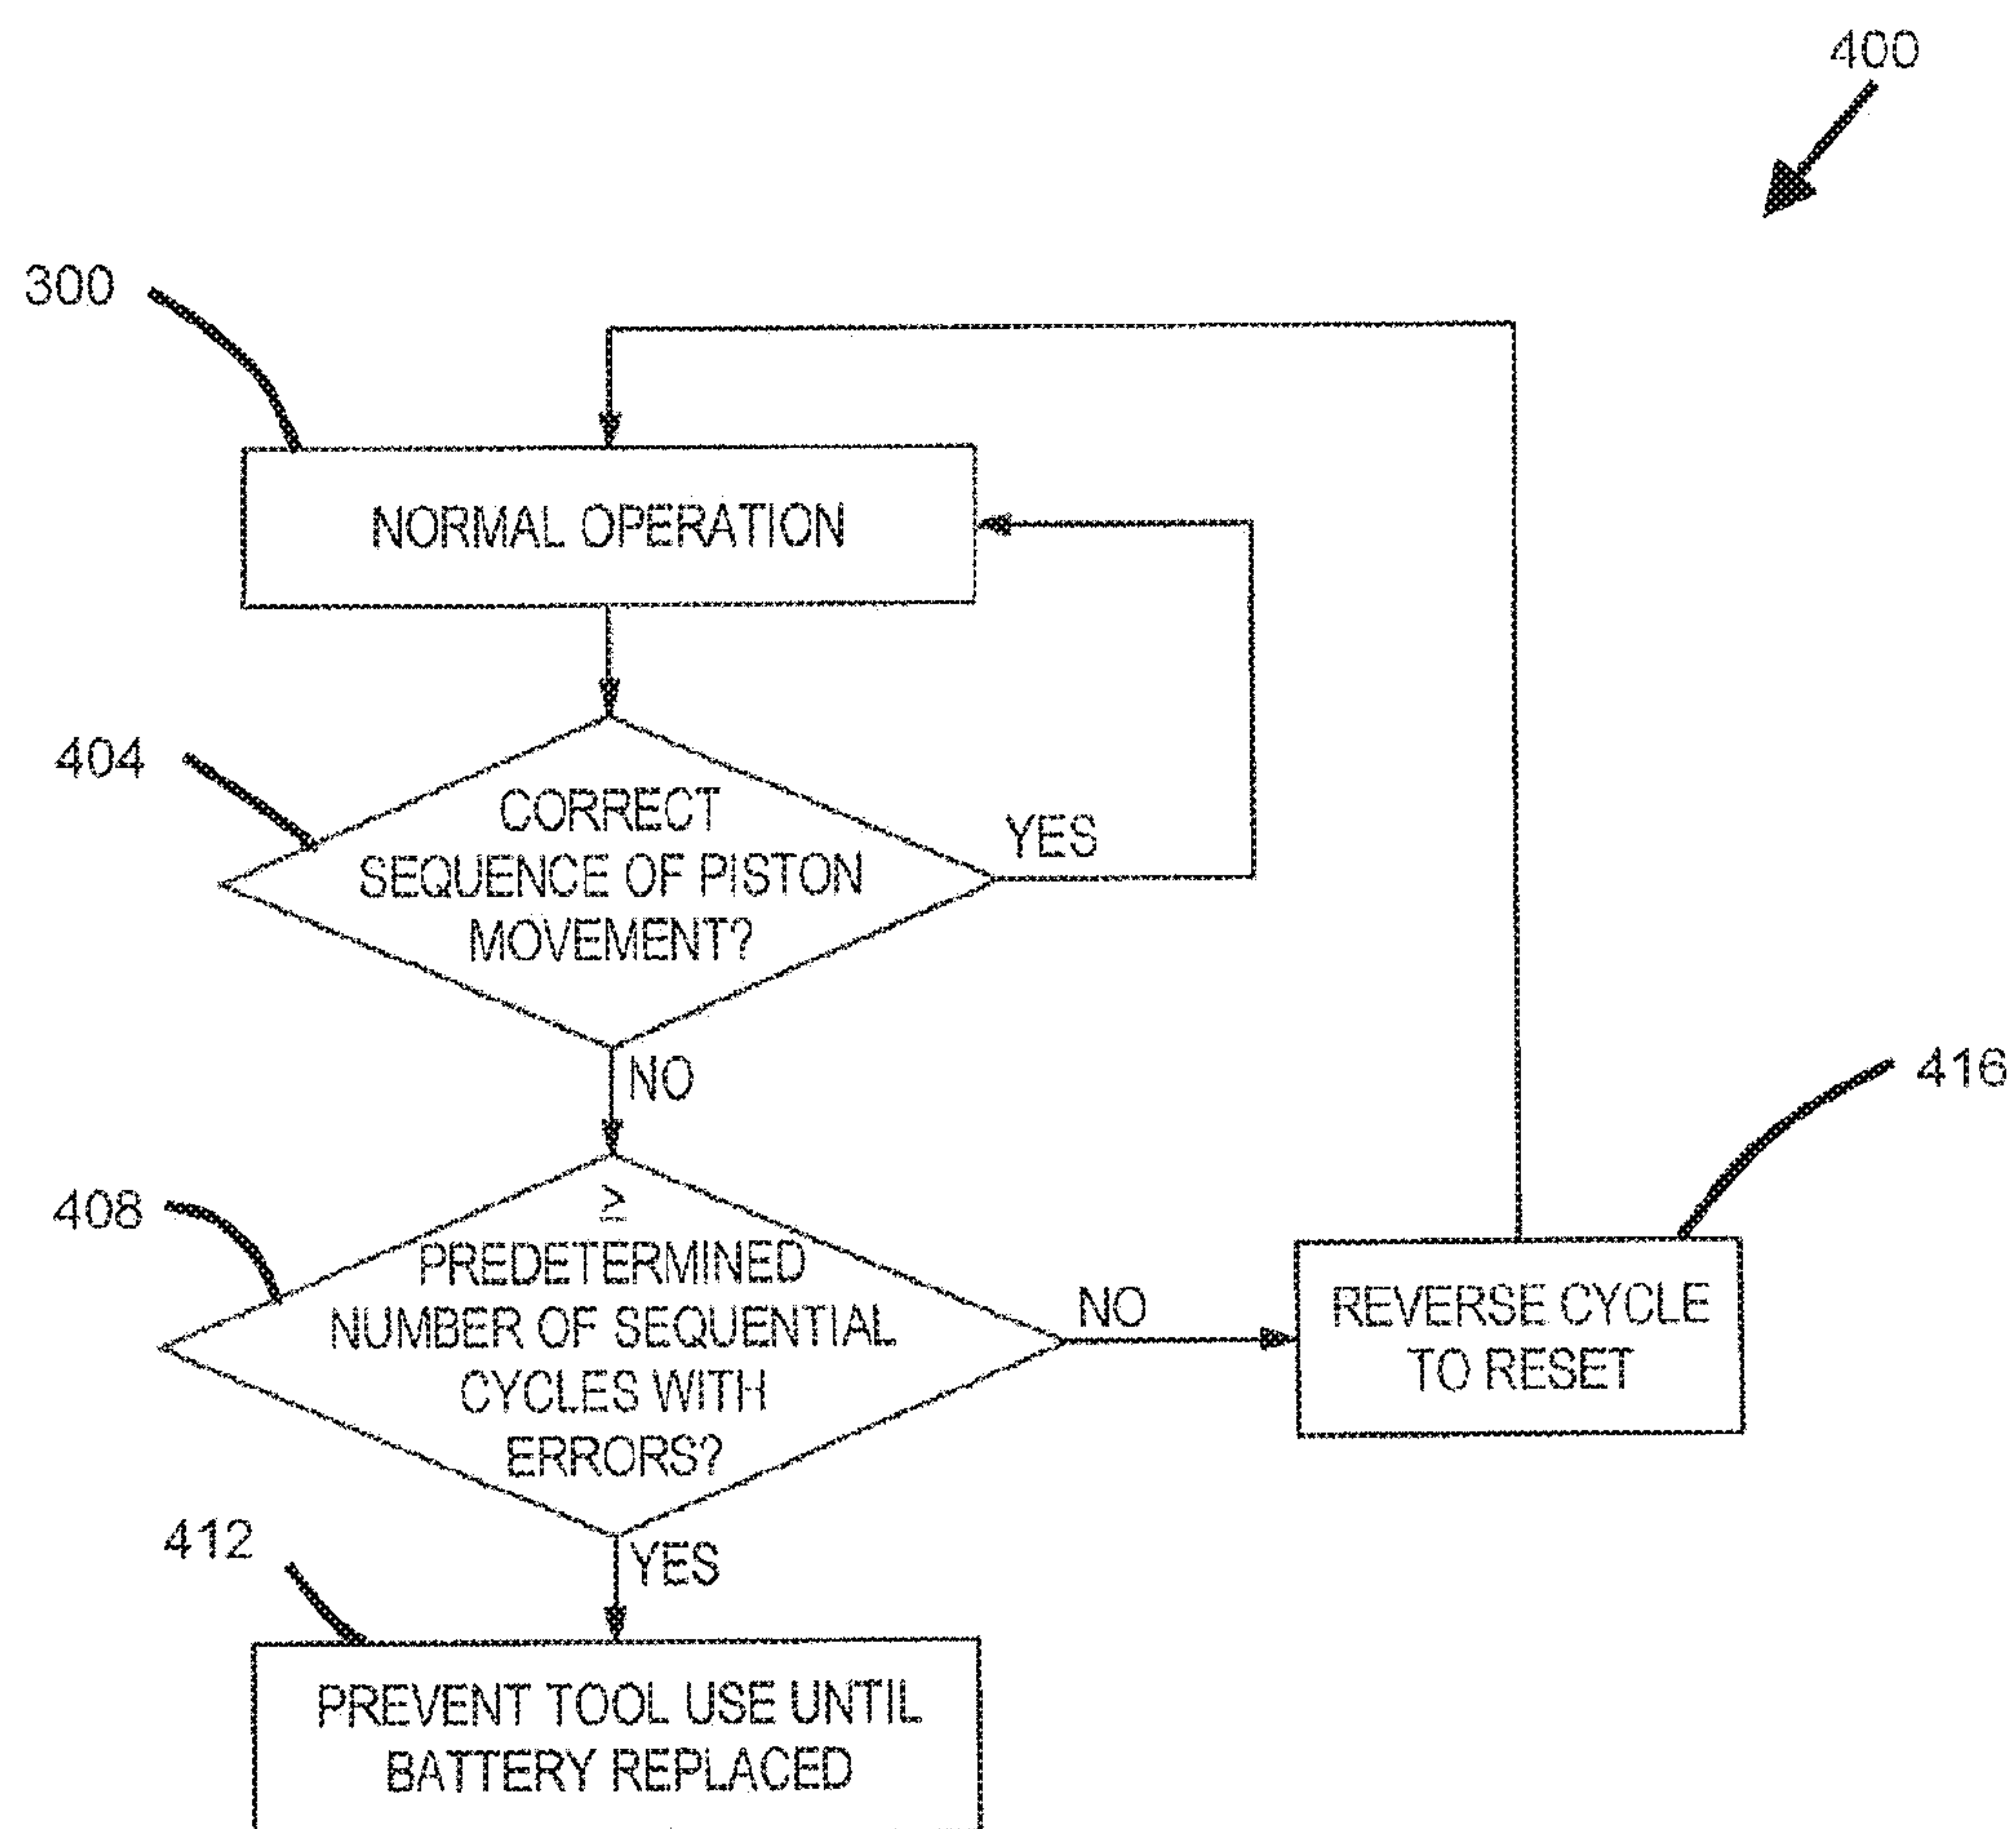 400
300
NORMAL OPERATION
404
CORRECT
SEQUENCE OF PISTON
MOVEMENT?
YES
NO
416
408
≥
PREDETERMINED
NUMBER OF SEQUENTIAL
CYCLES WITH
ERRORS?
NO
REVERSE CYCLE
TO RESET
412
YES
PREVENT TOOL USE UNTIL
BATTERY REPLACED